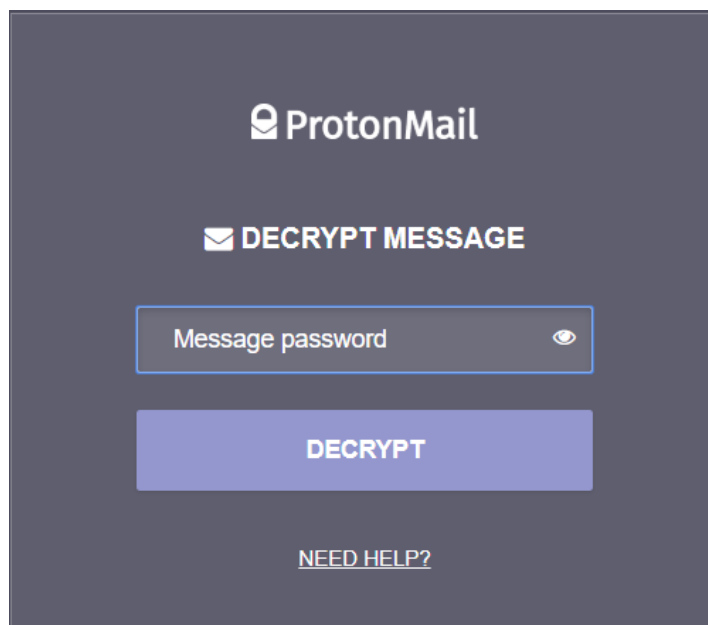 ProtonMail
DECRYPT MESSAGE
Message password
DECRYPT
NEED HELP?